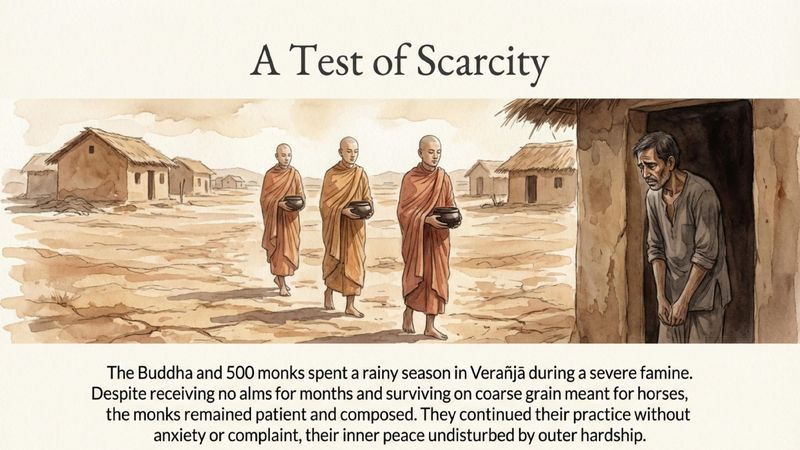 A Test of Scarcity
The Buddha and 500 monks spent a rainy season in Verañjā during a severe famine.
Despite receiving no alms for months and surviving on coarse grain meant for horses,
the monks remained patient and composed. They continued their practice without
anxiety or complaint, their inner peace undisturbed by outer hardship.